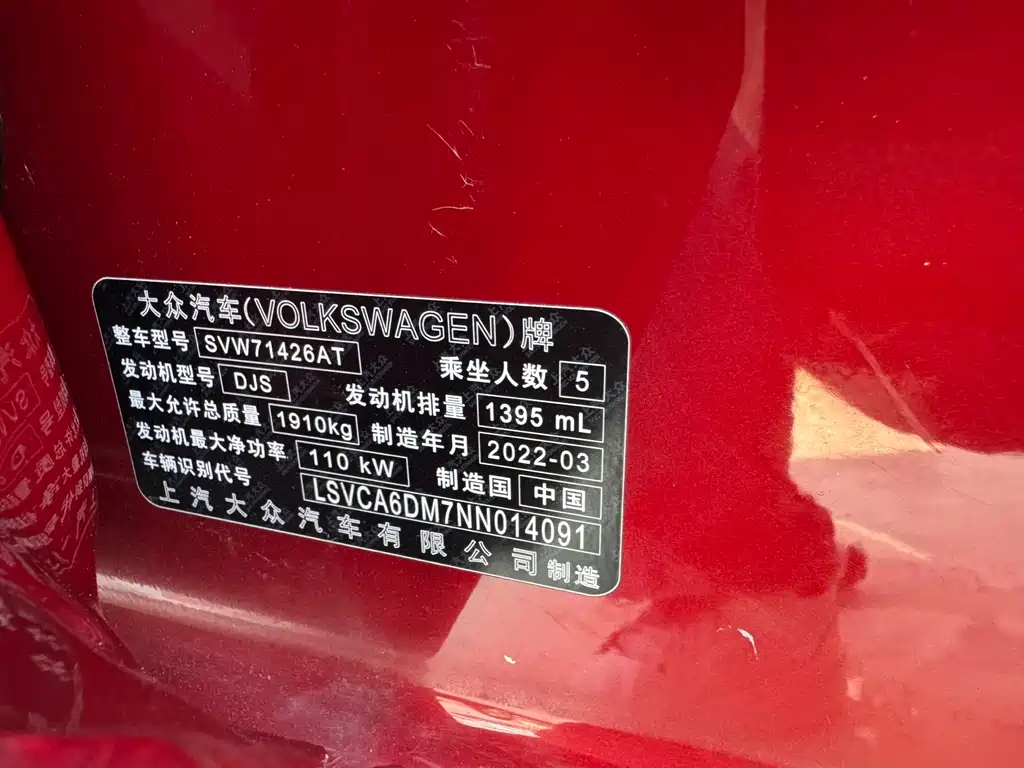 大众汽车(VOLKSWAGEN)牌
整车型号 SVW71426AT 乘坐人数 5
发动机型号 DJS 发动机排量 1395 mL
最大允许总质量 1910kg 制造年月 2022-03
发动机最大净功率 110 kW 制造国 中国
车辆识别代号 LSVCA6DM7NN014091
上汽大众汽车有限公司制造